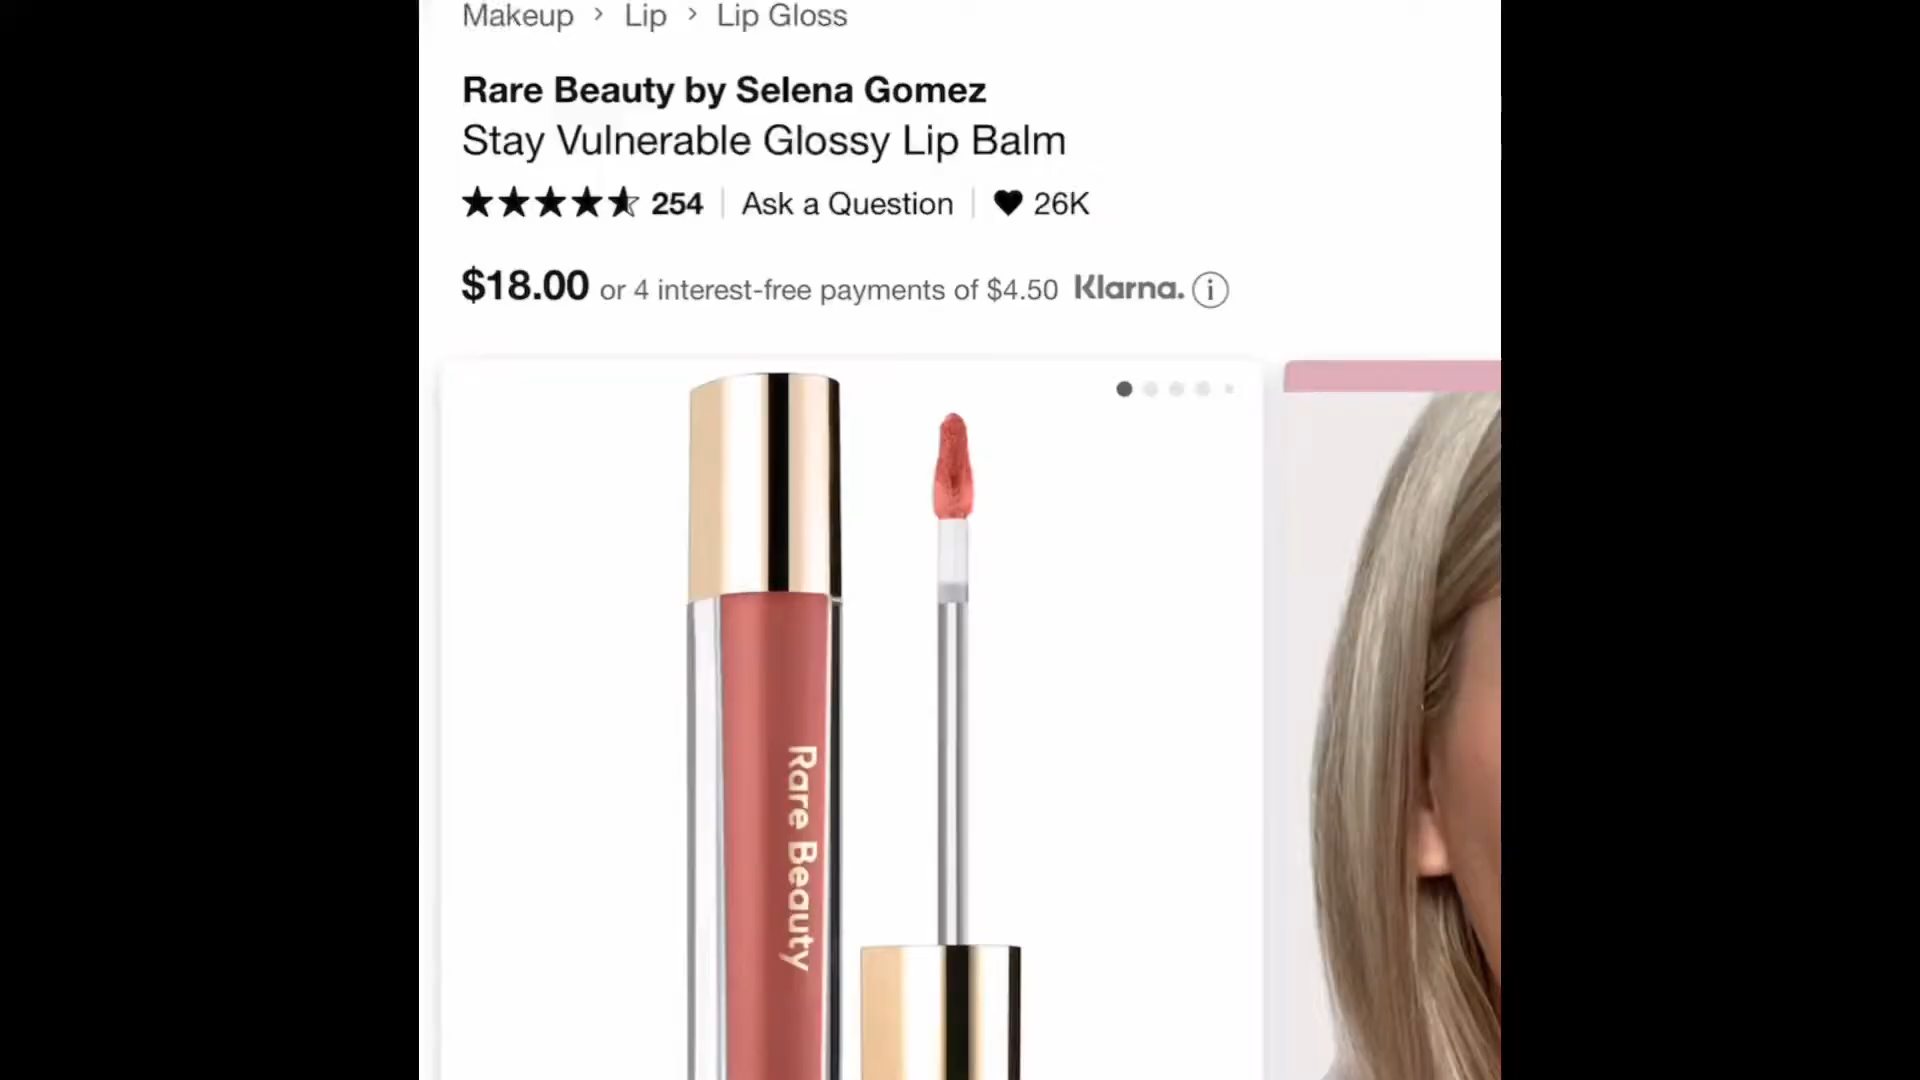 Makeup > Lip > Lip Gloss
Rare Beauty by Selena Gomez
Stay Vulnerable Glossy Lip Balm
254 | Ask a Question | 26K
$18.00 or 4 interest-free payments of $4.50 Klarna. i
Rare Beauty